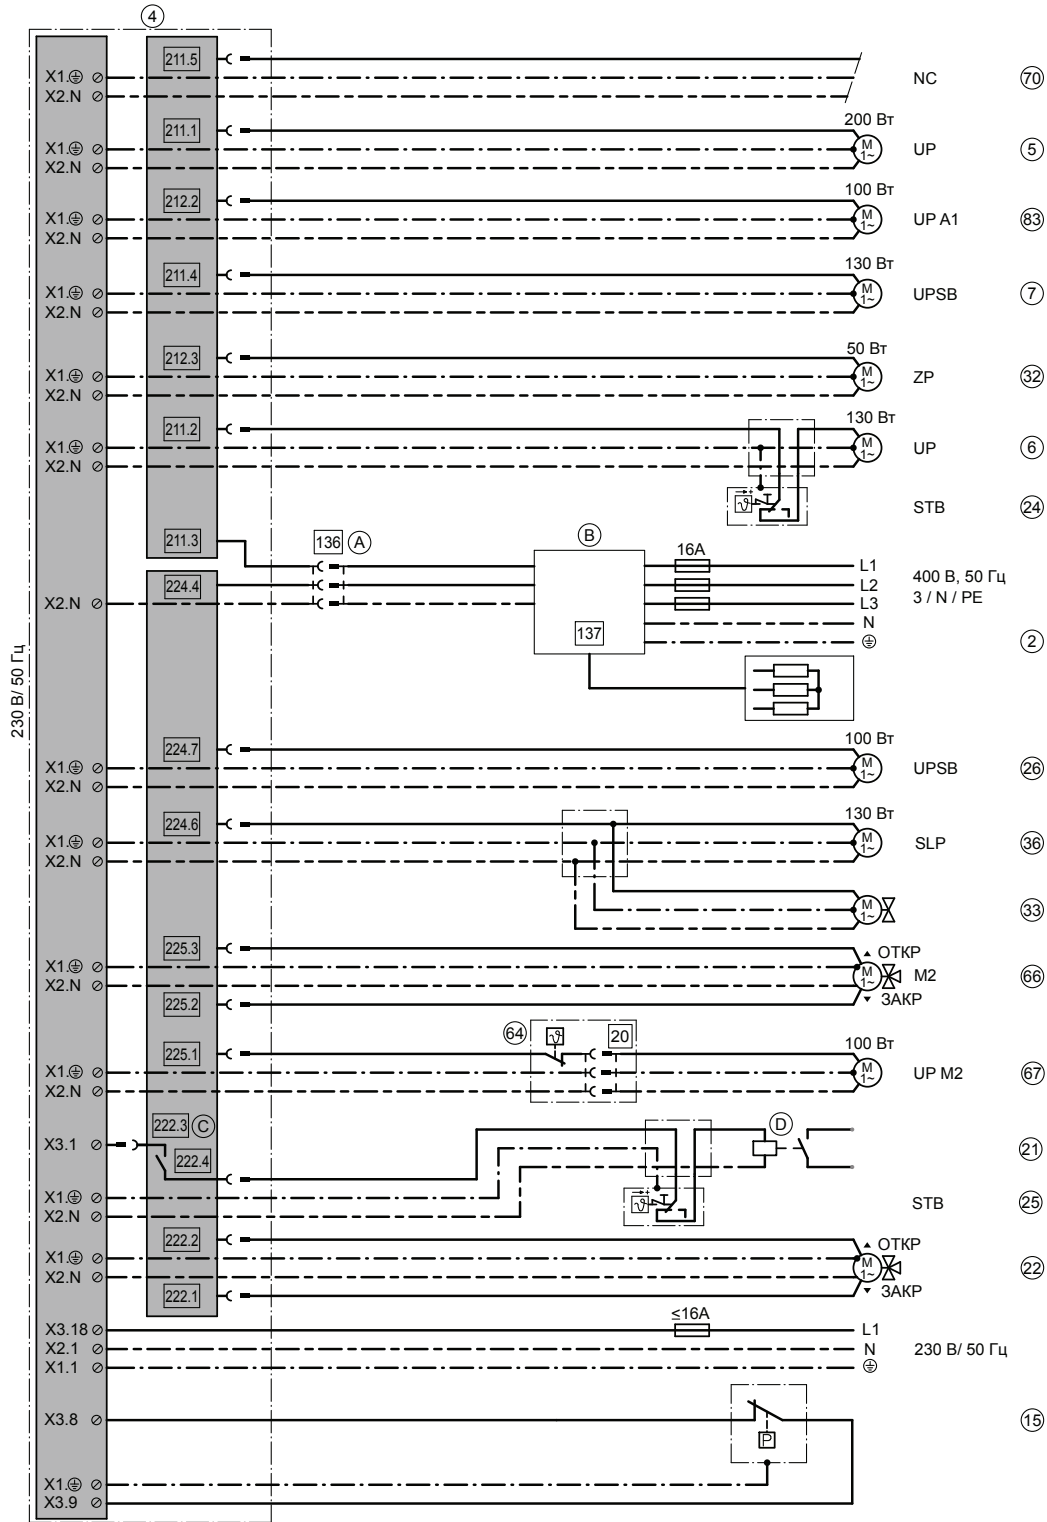 4
211.5
X1.⏚ NC 70
X2.N
200 Вт
211.1
X1.⏚ M 1~ UP 5
X2.N
100 Вт
212.2
X1.⏚ M 1~ UP A1 83
X2.N
130 Вт
211.4
X1.⏚ M 1~ UPSB 7
X2.N
50 Вт
212.3
X1.⏚ M 1~ ZP 32
X2.N
130 Вт
211.2
X1.⏚ M 1~ UP 6
X2.N
ϑ STB 24
211.3 136 A B 16A
L1
224.4 L2 400 В, 50 Гц
X2.N L3 3 / N / PE
137 N
⏚ 2
230 В/ 50 Гц
100 Вт
224.7
X1.⏚ M 1~ UPSB 26
X2.N
130 Вт
224.6
X1.⏚ M 1~ SLP 36
X2.N
M 1~ 33
225.3 ▲ ОТКР
X1.⏚ M 1~ M2 66
X2.N
225.2 ▼ ЗАКР
64 ϑ 20 100 Вт
225.1
X1.⏚ M 1~ UP M2 67
X2.N
222.3 C D
X3.1 222.4 21
X1.⏚ ϑ STB 25
X2.N
222.2 ▲ ОТКР
X1.⏚ M 1~ 22
X2.N
222.1 ▼ ЗАКР
≤16A
X3.18 L1
X2.1 N 230 В/ 50 Гц
X1.1 ⏚
X3.8 15
P
X1.⏚
X3.9